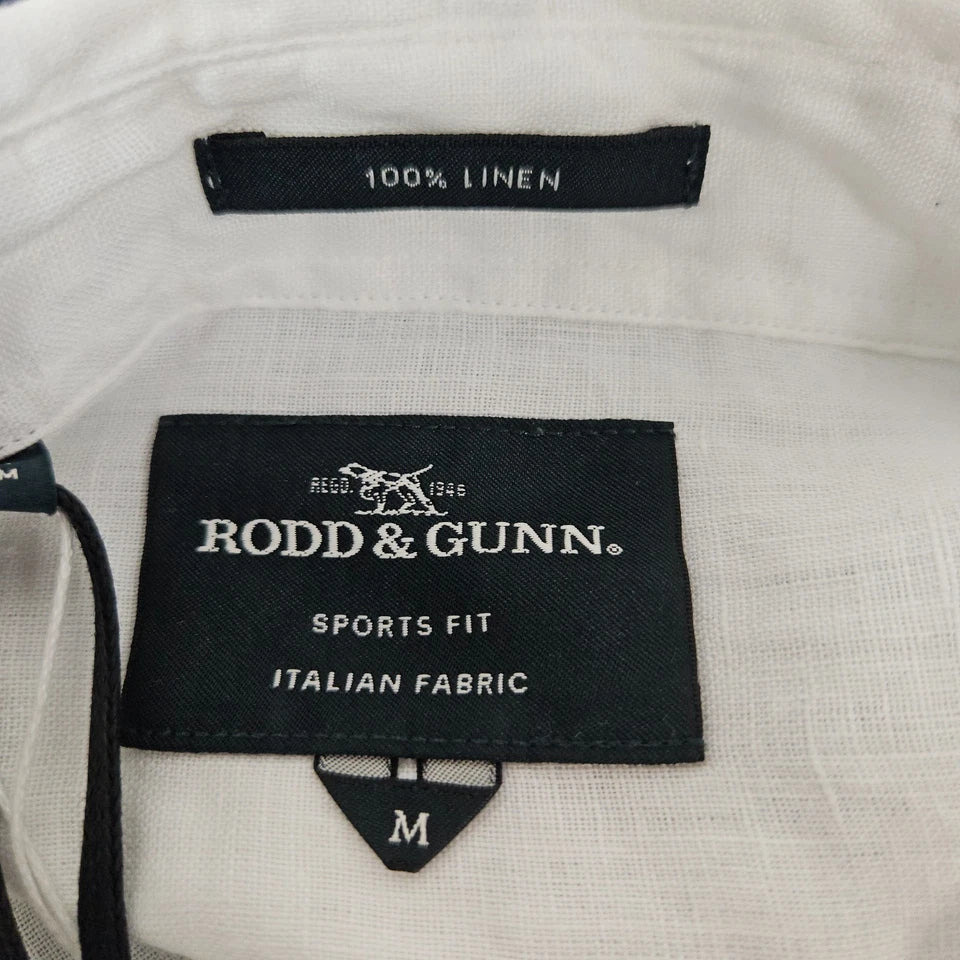 100% LINEN
REGD. 1946
RODD & GUNN®
SPORTS FIT
ITALIAN FABRIC
M
M